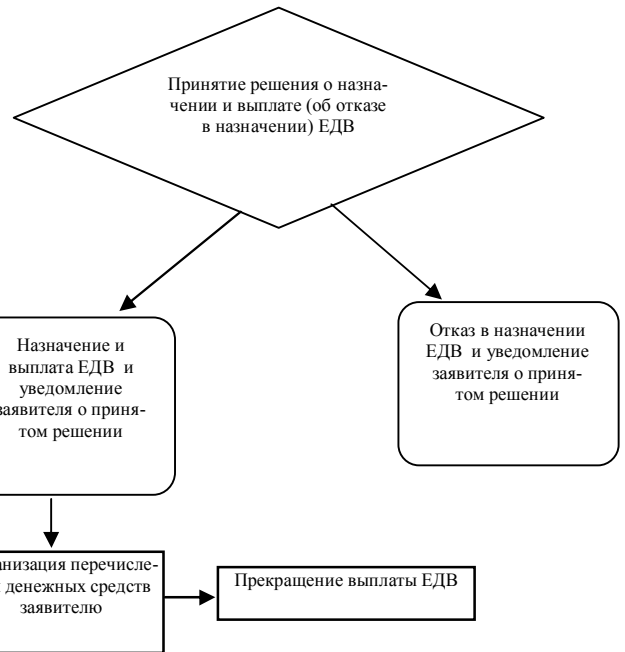 Принятие решения о назна-
чении и выплате (об отказе
в назначении) ЕДВ
Назначение и
выплата ЕДВ и
уведомление
заявителя о приня-
том решении
Отказ в назначении
ЕДВ и уведомление
заявителя о приня-
том решении
перечисле-
денежных средств
заявителю
Прекращение выплаты ЕДВ